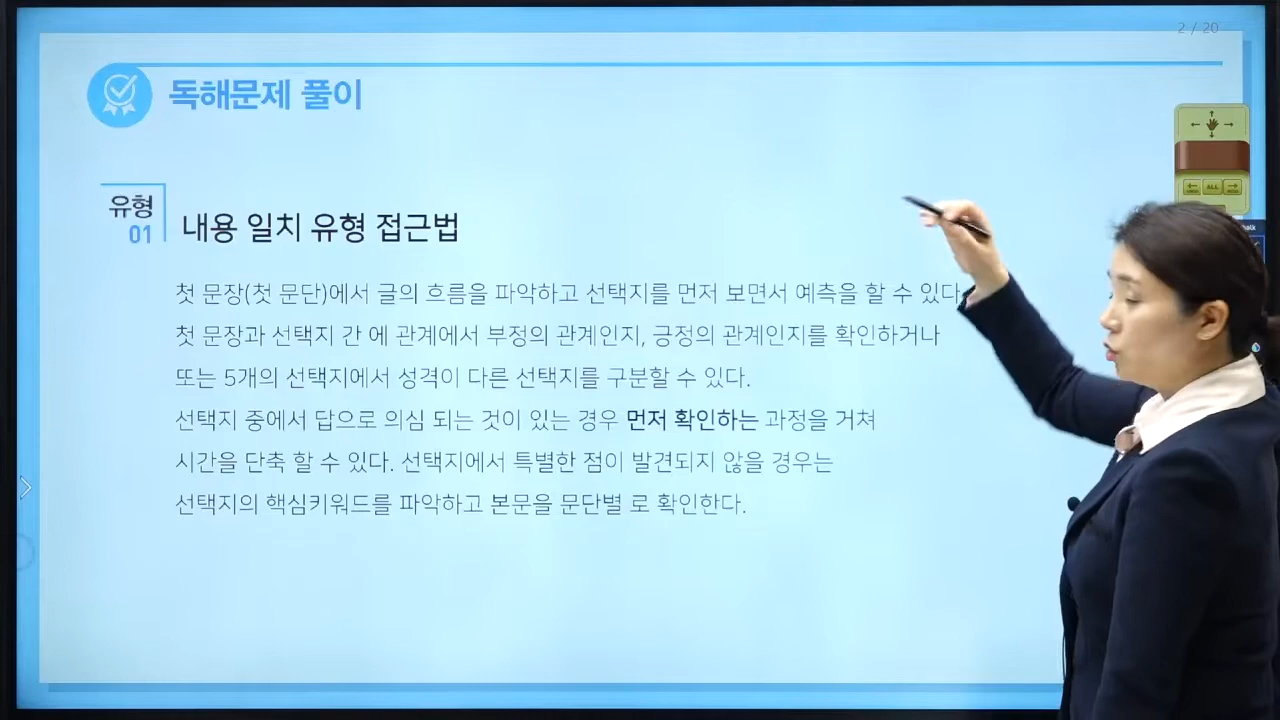 2 / 20
독해문제 풀이
유형
01
내용 일치 유형 접근법
첫 문장(첫 문단)에서 글의 흐름을 파악하고 선택지를 먼저 보면서 예측을 할 수 있다.
첫 문장과 선택지 간 에 관계에서 부정의 관계인지, 긍정의 관계인지를 확인하거나
또는 5개의 선택지에서 성격이 다른 선택지를 구분할 수 있다.
선택지 중에서 답으로 의심 되는 것이 있는 경우 먼저 확인하는 과정을 거쳐
시간을 단축 할 수 있다. 선택지에서 특별한 점이 발견되지 않을 경우는
선택지의 핵심키워드를 파악하고 본문을 문단별 로 확인한다.
ALL